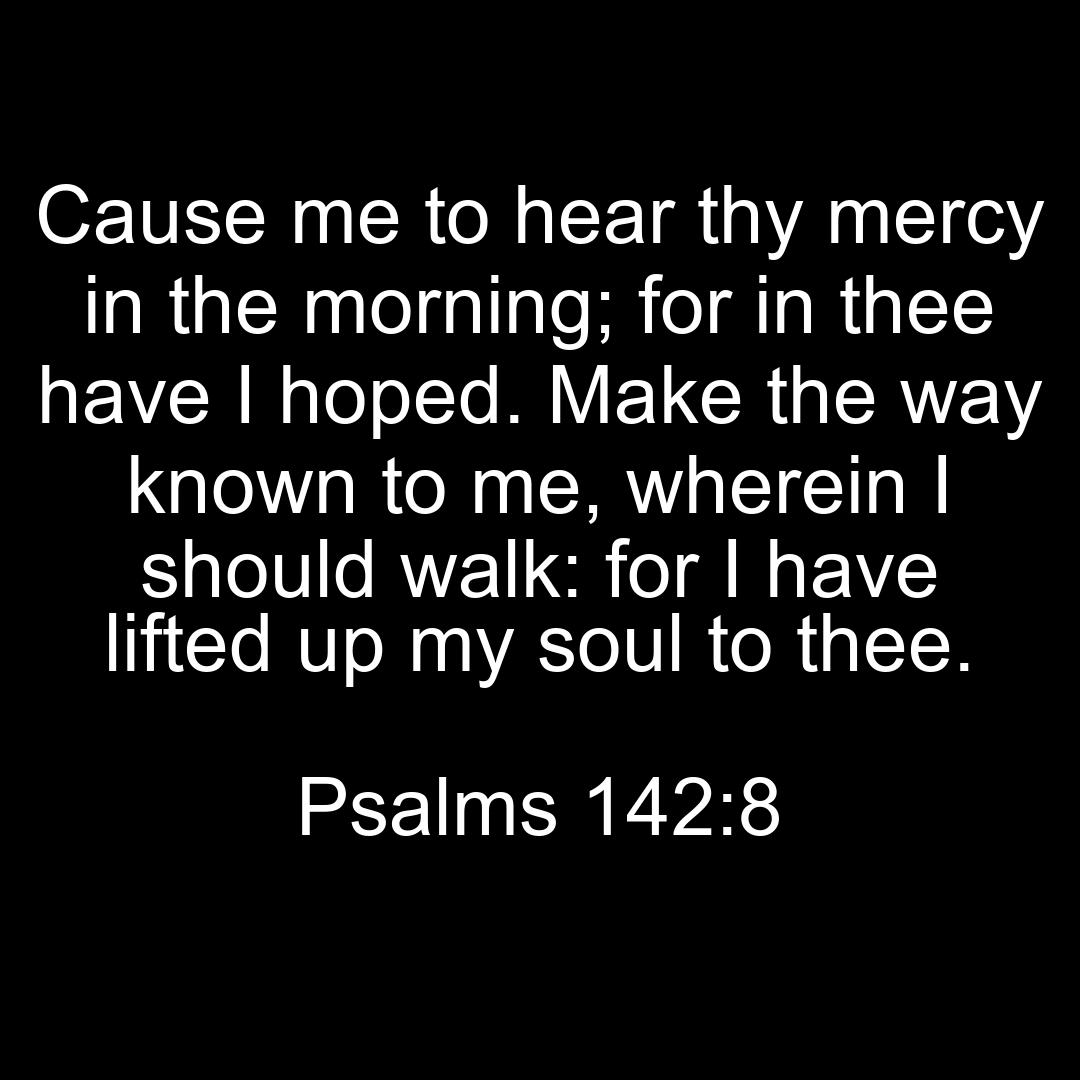 Cause me to hear thy mercy
in the morning; for in thee
have I hoped. Make the way
known to me, wherein I
should walk: for I have
lifted up my soul to thee.
Psalms 142:8